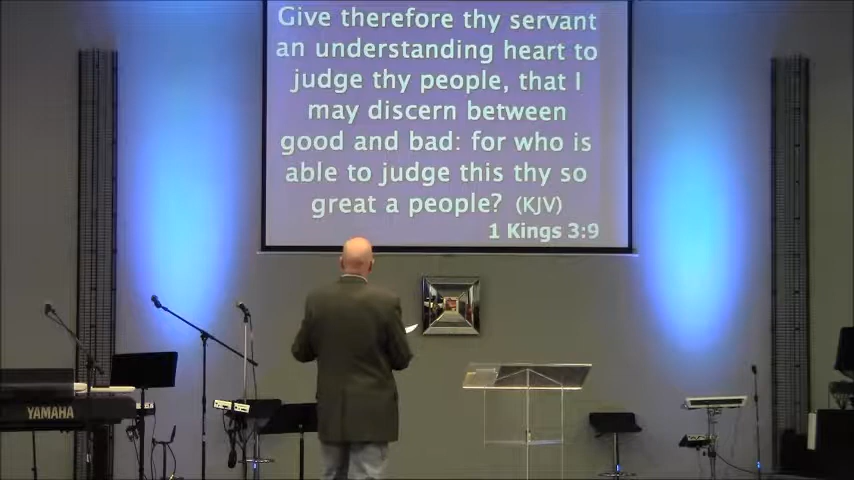 Give therefore thy servant
an understanding heart to
judge thy people, that I
may discern between
good and bad: for who is
able to judge this thy so
great a people? (KJV)
1 Kings 3:9
YAMAHA